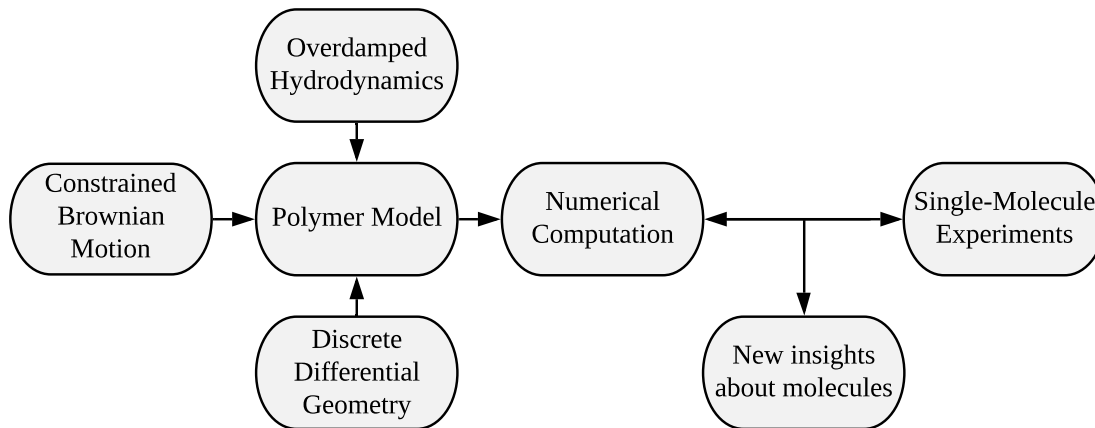 Overdamped
Hydrodynamics
Constrained
Brownian
Motion
Polymer Model
Numerical
Computation
Single-Molecule
Experiments
Discrete
Differential
Geometry
New insights
about molecules